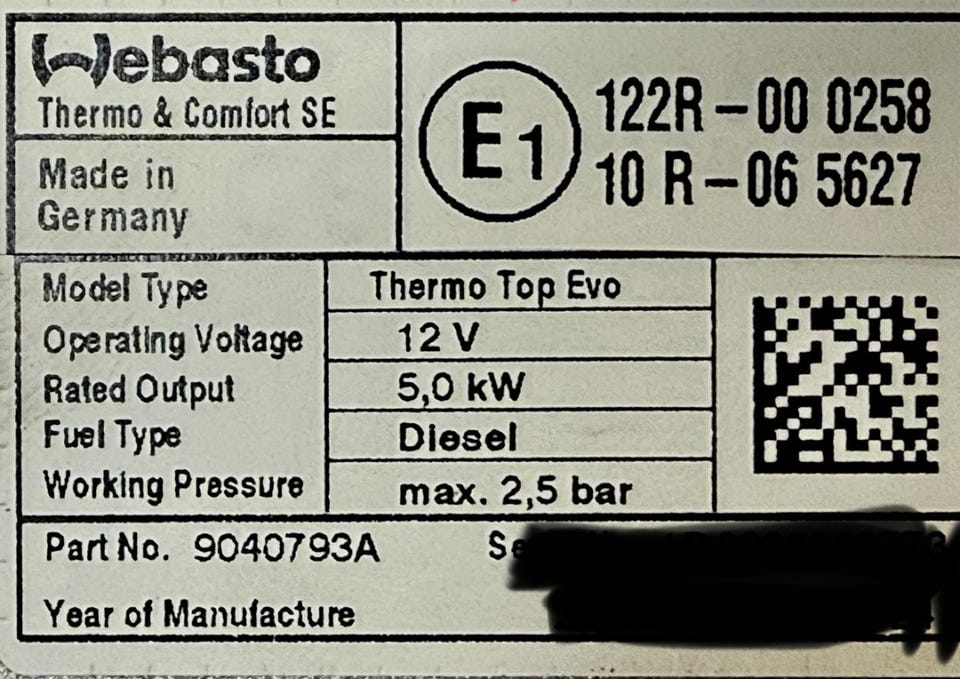 Webasto
Thermo & Comfort SE
Made in
Germany
E1
122R-00 0258
10 R-06 5627
Model Type Thermo Top Evo
Operating Voltage 12 V
Rated Output 5,0 kW
Fuel Type Diesel
Working Pressure max. 2,5 bar
Part No. 9040793A
Year of Manufacture